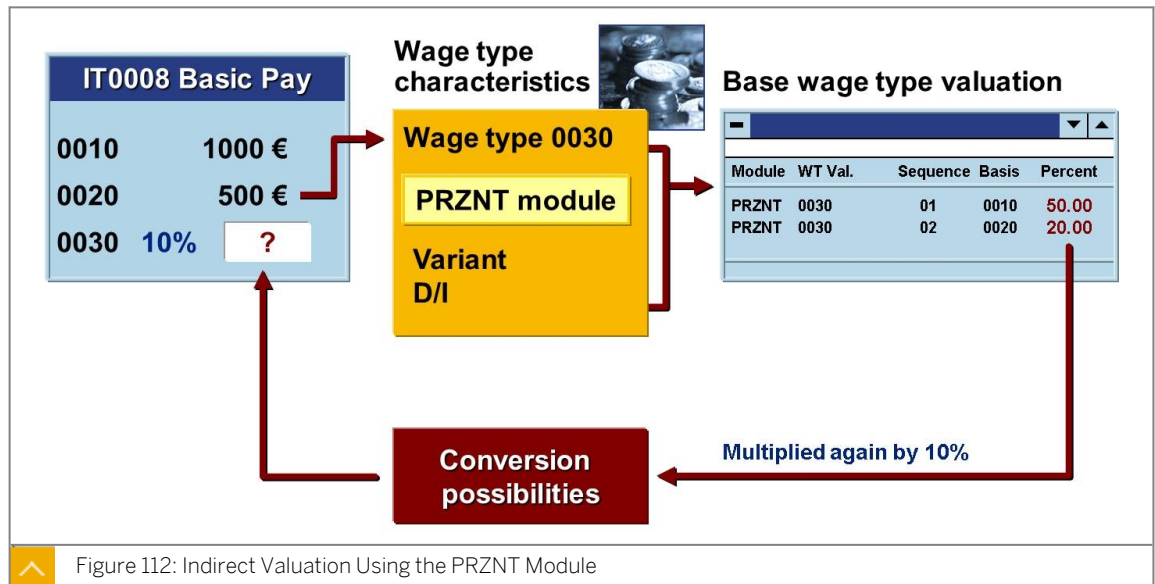 IT0008 Basic Pay
0010 1000 €
0020 500 €
0030 10% ?
Wage type
characteristics
Wage type 0030
PRZNT module
Variant
D/I
Base wage type valuation
Module WT Val. Sequence Basis Percent
PRZNT 0030 01 0010 50.00
PRZNT 0030 02 0020 20.00
Multiplied again by 10%
Conversion
possibilities
Figure 112: Indirect Valuation Using the PRZNT Module